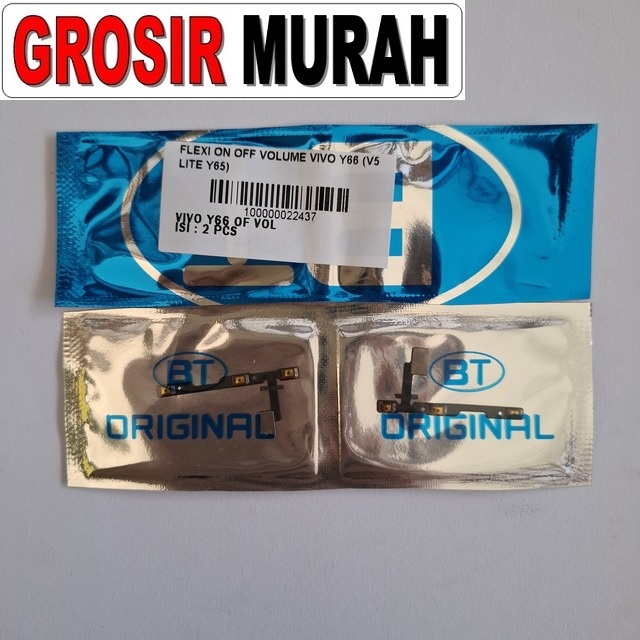 GROSIR MURAH
FLEXI ON OFF VOLUME VIVO Y66 (V5
LITE Y65)
100000022437
VIVO Y66 OF VOL
ISI : 2 PCS
BT
ORIGINAL
BT
ORIGINAL